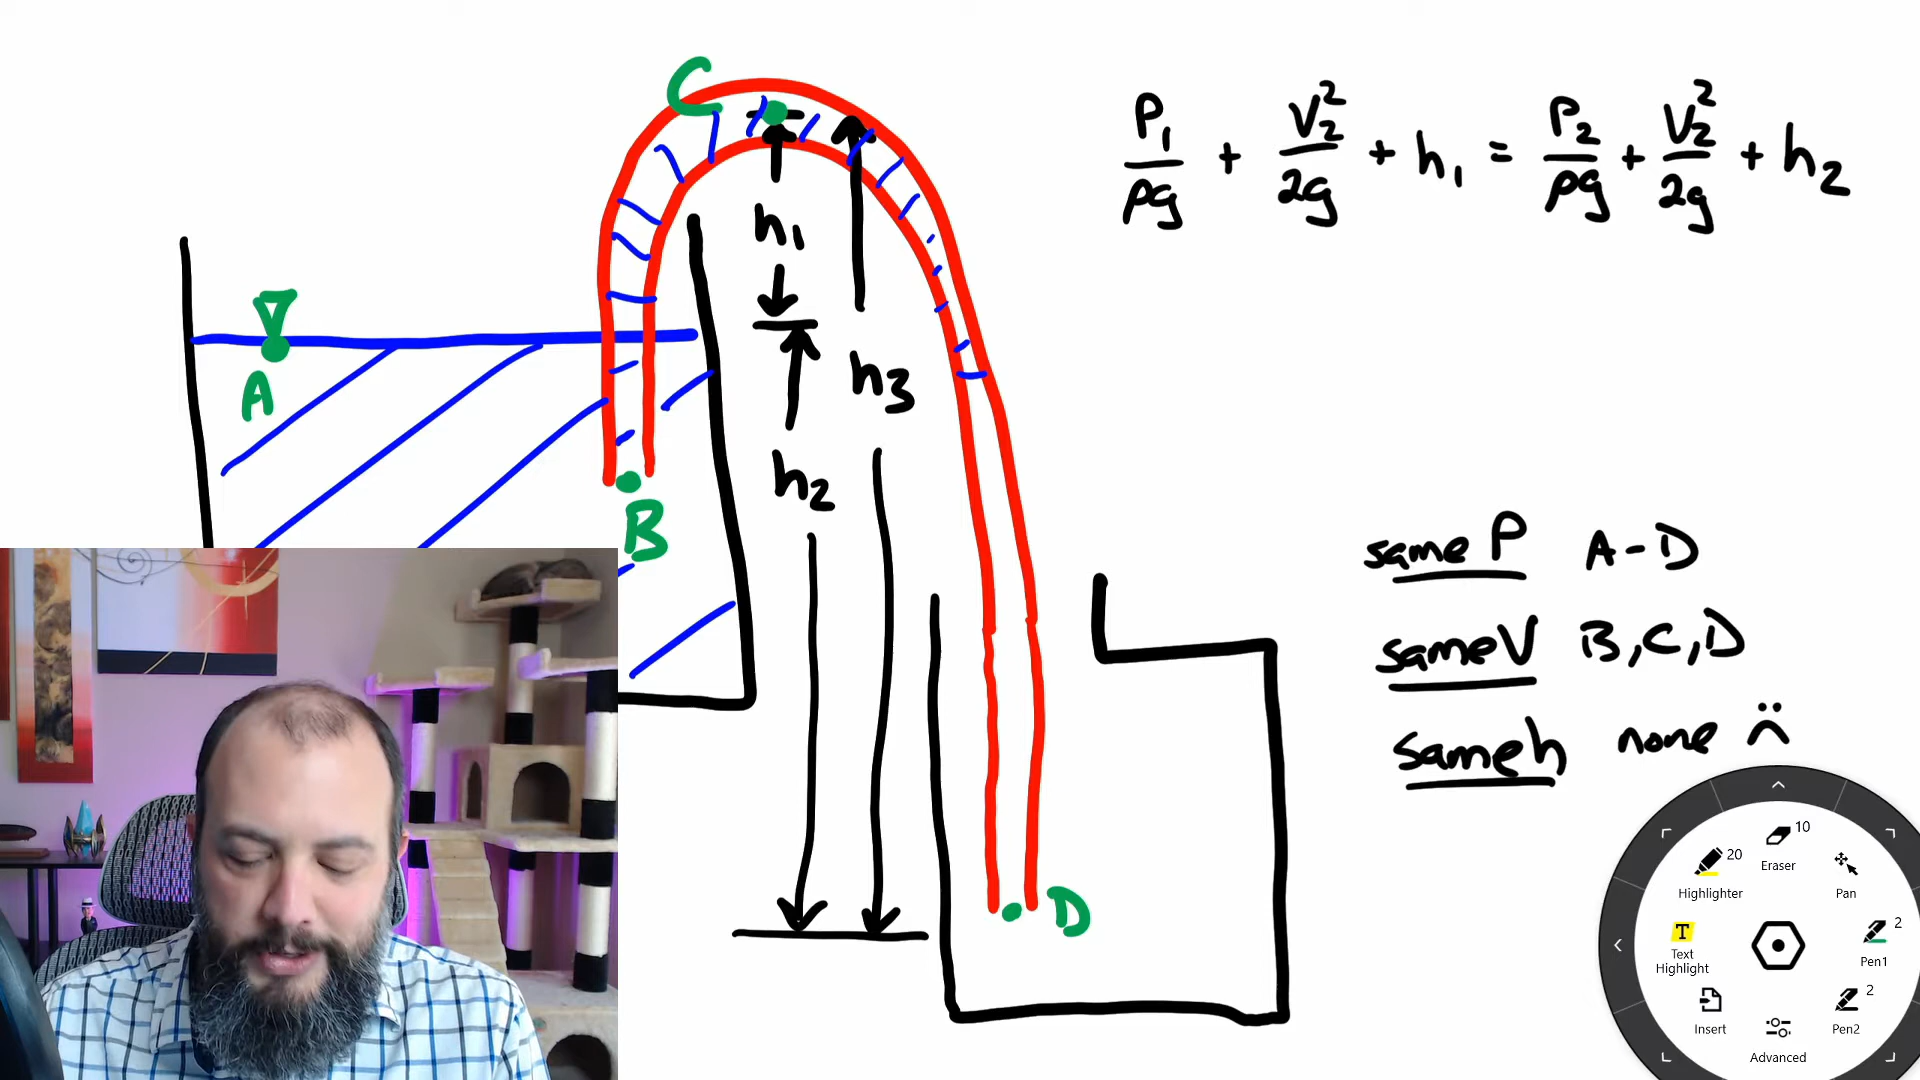 C
P₁/ρg + V₂²/2g + h₁ = P₂/ρg + V₂²/2g + h₂
h₁
A
h₃
h₂
B
same P A-D
same V B, C, D
same h none
D
10
Eraser
20
Highlighter
Pan
T
Text
Highlight
2
Pen1
Insert
2
Pen2
Advanced